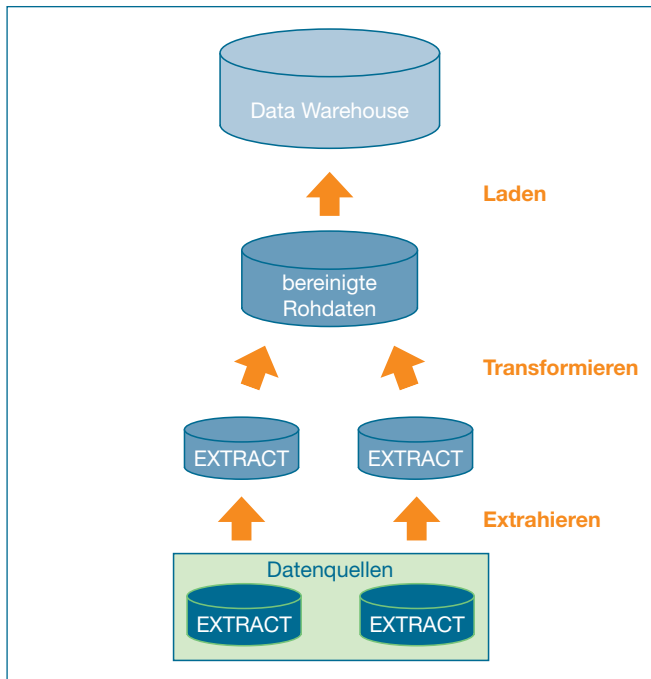 Data Warehouse
Laden
bereinigte
Rohdaten
Transformieren
EXTRACT
EXTRACT
Extrahieren
Datenquellen
EXTRACT
EXTRACT